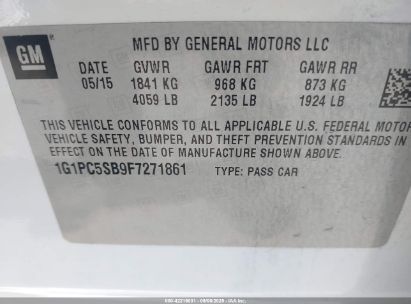 GM
MFD BY GENERAL MOTORS LLC
DATE GVWR GAWR FRT GAWR RR
05/15 1841 KG 968 KG 873 KG
4059 LB 2135 LB 1924 LB
THIS VEHICLE CONFORMS TO ALL APPLICABLE U.S. FEDERAL MOTOR
VEHICLE SAFETY, BUMPER, AND THEFT PREVENTION STANDARDS IN
EFFECT ON THE DATE OF MANUFACTURE SHOWN ABOVE.
1G1PC5SB9F7271861 TYPE: PASS CAR